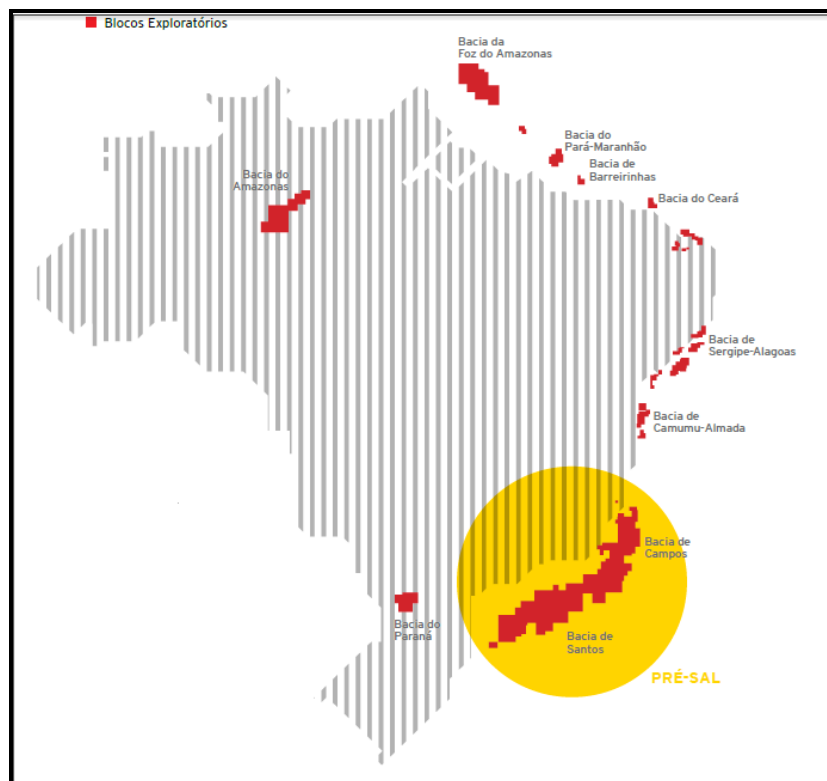 Blocos Exploratórios
Bacia da
Foz do Amazonas
Bacia do
Pará-Maranhão
Bacia de
Barreirinhas
Bacia do
Amazonas
Bacia do Ceará
Bacia de
Sergipe-Alagoas
Bacia de
Camumu-Almada
Bacia de
Campos
Bacia do
Paraná
Bacia de
Santos
PRÉ-SAL